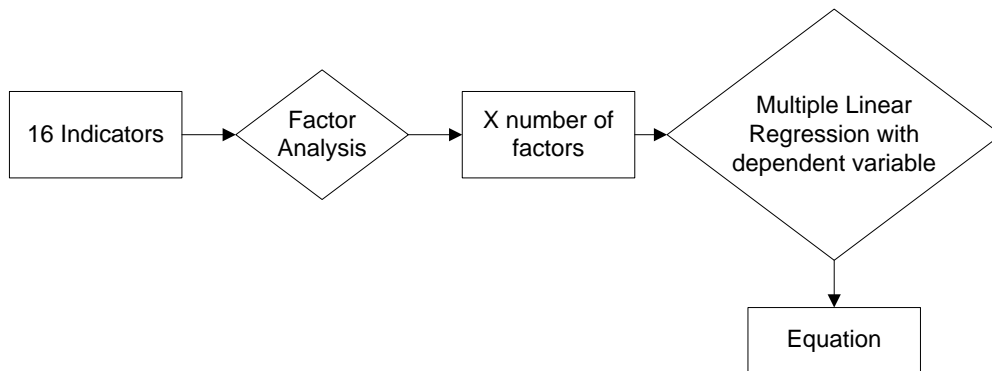 16 Indicators
Factor
Analysis
X number of
factors
Multiple Linear
Regression with
dependent variable
Equation